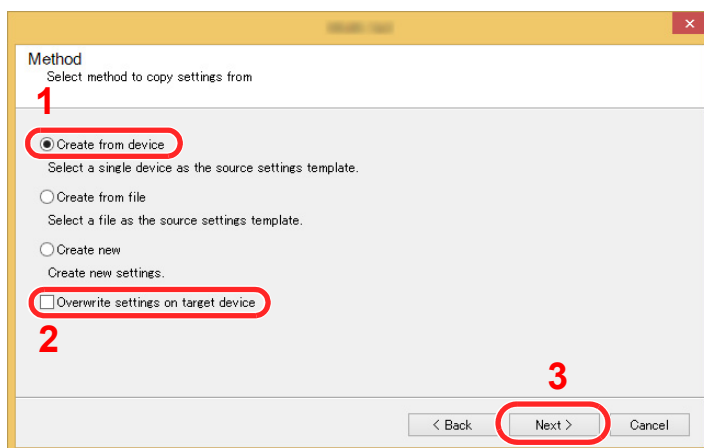 Method
Select method to copy settings from
1
Create from device
Select a single device as the source settings template.
Create from file
Select a file as the source settings template.
Create new
Create new settings.
Overwrite settings on target device
2
3
< Back Next > Cancel